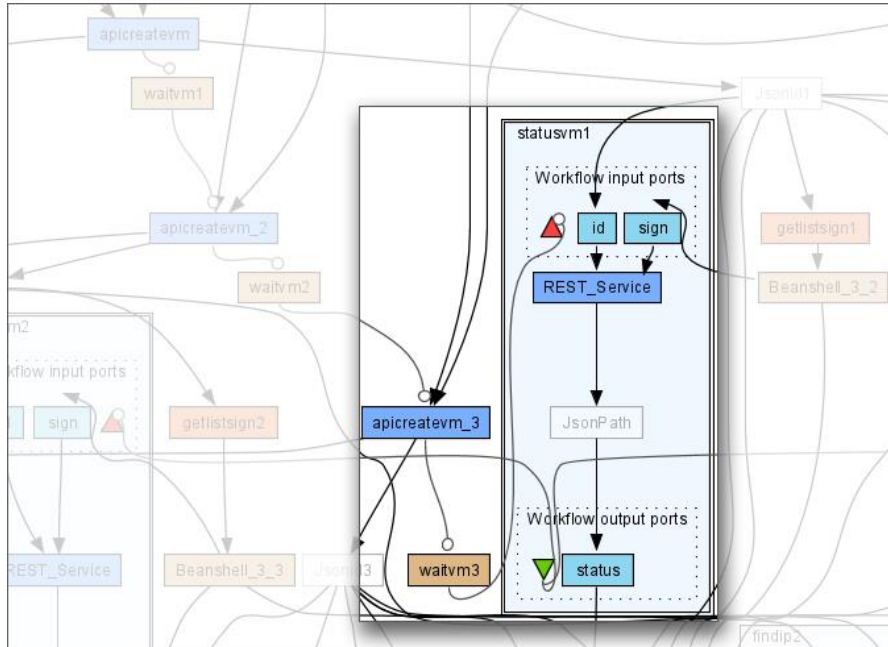 apicreatevm
waitvm1
JsonId1
statusvm1
Workflow input ports
id
sign
apicreatevm_2
getlistsign1
waitvm2
REST_Service
Beanshell_3_2
m2
kflow input ports
sign
getlistsign2
apicreatevm_3
JsonPath
Workflow output ports
REST_Service
Beanshell_3_3
JsonId3
waitvm3
status
findip2